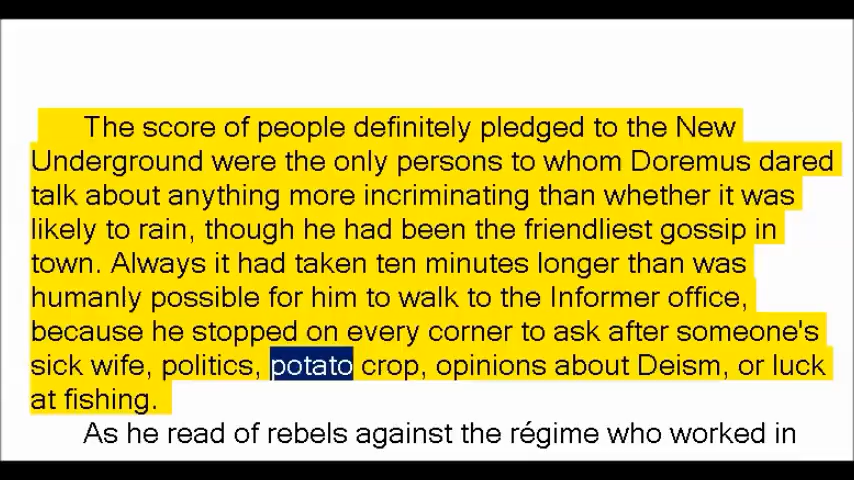 The score of people definitely pledged to the New
Underground were the only persons to whom Doremus dared
talk about anything more incriminating than whether it was
likely to rain, though he had been the friendliest gossip in
town. Always it had taken ten minutes longer than was
humanly possible for him to walk to the Informer office,
because he stopped on every corner to ask after someone's
sick wife, politics, potato crop, opinions about Deism, or luck
at fishing.
As he read of rebels against the régime who worked in